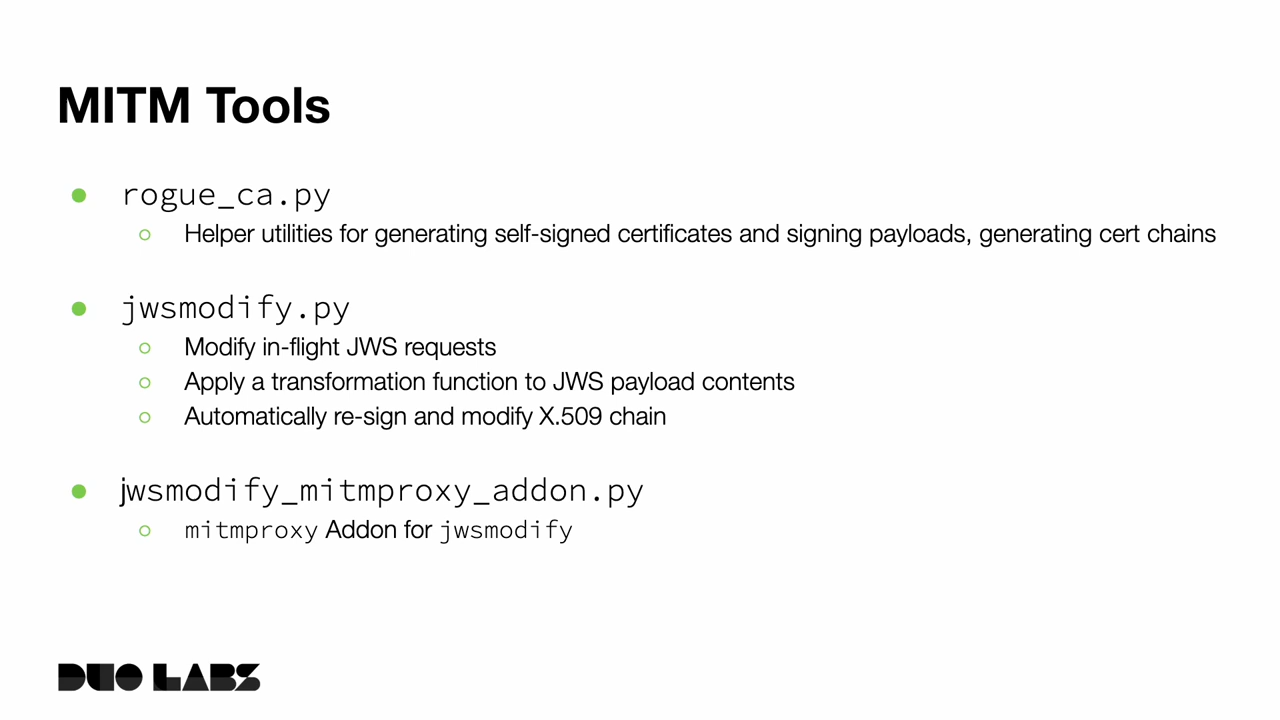 MITM Tools
● rogue_ca.py
○ Helper utilities for generating self-signed certificates and signing payloads, generating cert chains
● jwsmodify.py
○ Modify in-flight JWS requests
○ Apply a transformation function to JWS payload contents
○ Automatically re-sign and modify X.509 chain
● jwsmodify_mitmproxy_addon.py
○ mitmproxy Addon for jwsmodify
DUO LABS